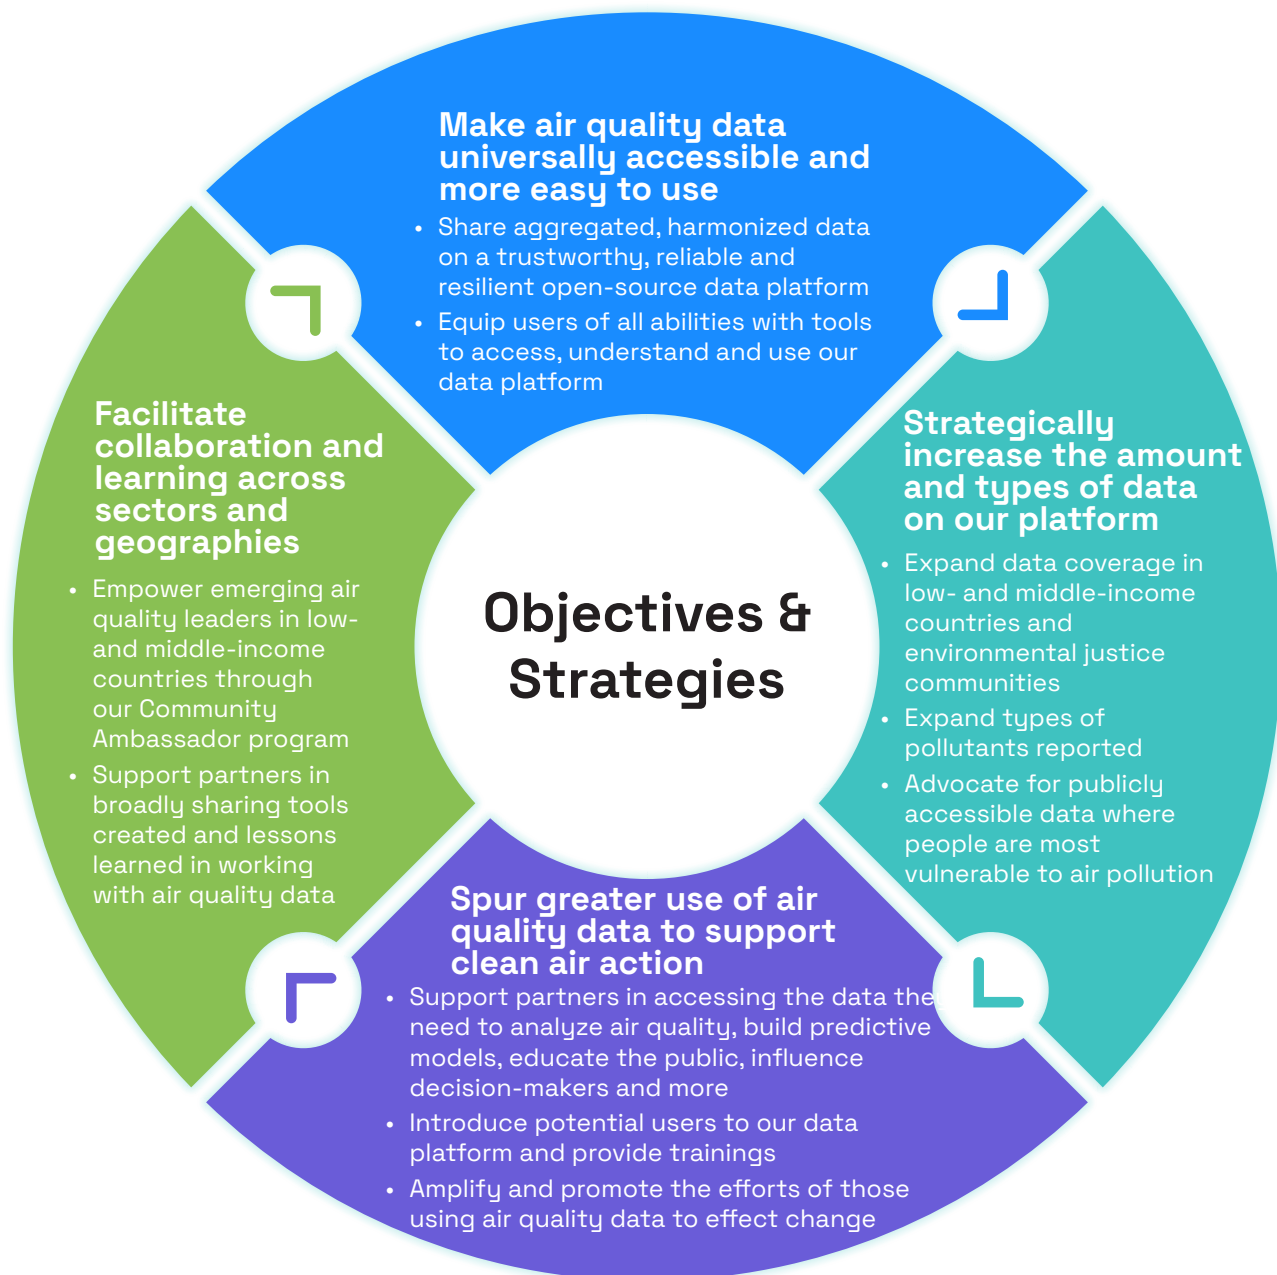 Make air quality data
universally accessible and
more easy to use
• Share aggregated, harmonized data
on a trustworthy, reliable and
resilient open-source data platform
• Equip users of all abilities with tools
to access, understand and use our
data platform
Strategically
increase the amount
and types of data
on our platform
• Expand data coverage in
low- and middle-income
countries and
environmental justice
communities
• Expand types of
pollutants reported
• Advocate for publicly
accessible data where
people are most
vulnerable to air pollution
Spur greater use of air
quality data to support
clean air action
• Support partners in accessing the data the
need to analyze air quality, build predictive
models, educate the public, influence
decision-makers and more
• Introduce potential users to our data
platform and provide trainings
• Amplify and promote the efforts of those
using air quality data to effect change
Facilitate
collaboration and
learning across
sectors and
geographies
• Empower emerging air
quality leaders in low-
and middle-income
countries through
our Community
Ambassador program
• Support partners in
broadly sharing tools
created and lessons
learned in working
with air quality data
Objectives &
Strategies